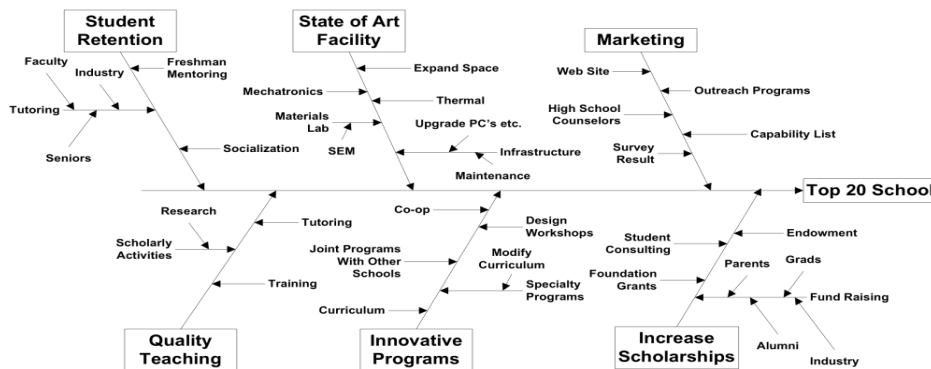 Student
Retention
State of Art
Facility
Marketing
Faculty
Industry
Freshman
Mentoring
Tutoring
Seniors
Socialization
Expand Space
Mechatronics
Thermal
Materials
Lab
SEM
Upgrade PC's etc.
Infrastructure
Maintenance
Web Site
Outreach Programs
High School
Counselors
Capability List
Survey
Result
Top 20 School
Research
Tutoring
Scholarly
Activities
Training
Quality
Teaching
Co-op
Design
Workshops
Joint Programs
With Other
Schools
Modify
Curriculum
Specialty
Programs
Curriculum
Innovative
Programs
Endowment
Student
Consulting
Foundation
Grants
Parents
Grads
Fund Raising
Alumni
Industry
Increase
Scholarships